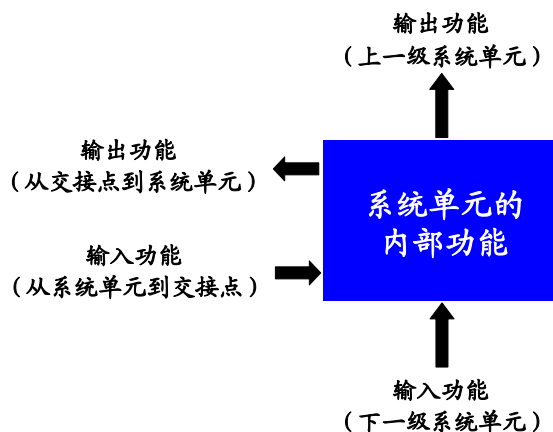 输出功能
（上一级系统单元）
输出功能
（从交接点到系统单元）
系统单元的
内部功能
输入功能
（从系统单元到交接点）
输入功能
（下一级系统单元）